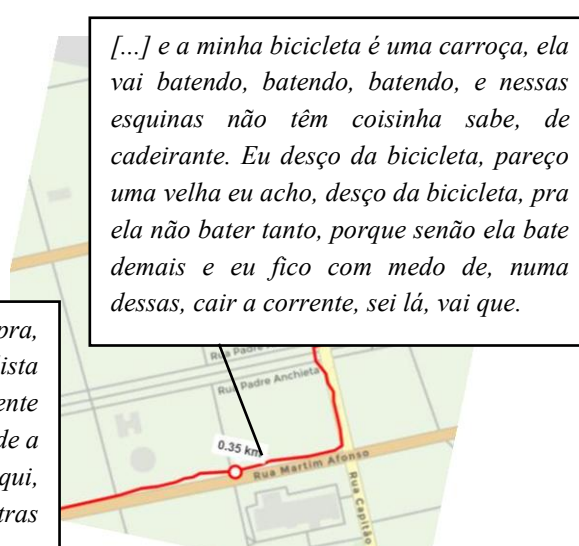 [...] e a minha bicicleta é uma carroça, ela
vai batendo, batendo, batendo, e nessas
esquinas não têm coisinha sabe, de
cadeirante. Eu desço da bicicleta, pareço
uma velha eu acho, desço da bicicleta, pra
ela não bater tanto, porque senão ela bate
demais e eu fico com medo de, numa
dessas, cair a corrente, sei lá, vai que.
pra,
ista
ente
de a
qui,
tras
Rua Padre
Rua Padre Anchieta
0.35 km
Rua Martim Afonso
Rua Capitão